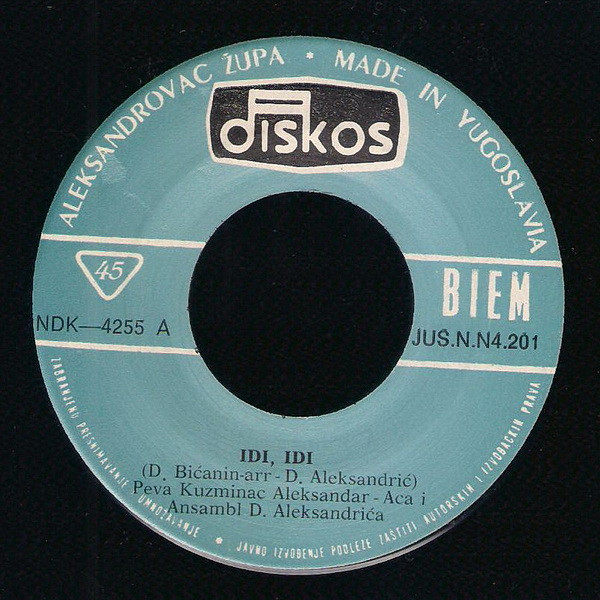 ALEKSANDROVAC ŽUPA * MADE IN YUGOSLAVIA
DISKOS
45
BIEM
NDK—4255 A
JUS.N.N4.201
IDI, IDI
(D. Bićanin-arr - D. Aleksandrić)
Peva Kuzminac Aleksandar - Aca i
Ansambl D. Aleksandrića
ZABRANJENO PRESNIMAVANJE I UMNOŽAVANJE * JAVNO IZVOĐENJE PODLEŽE ZAŠTITI AUTORSKIH I IZVOĐAČKIH PRAVA